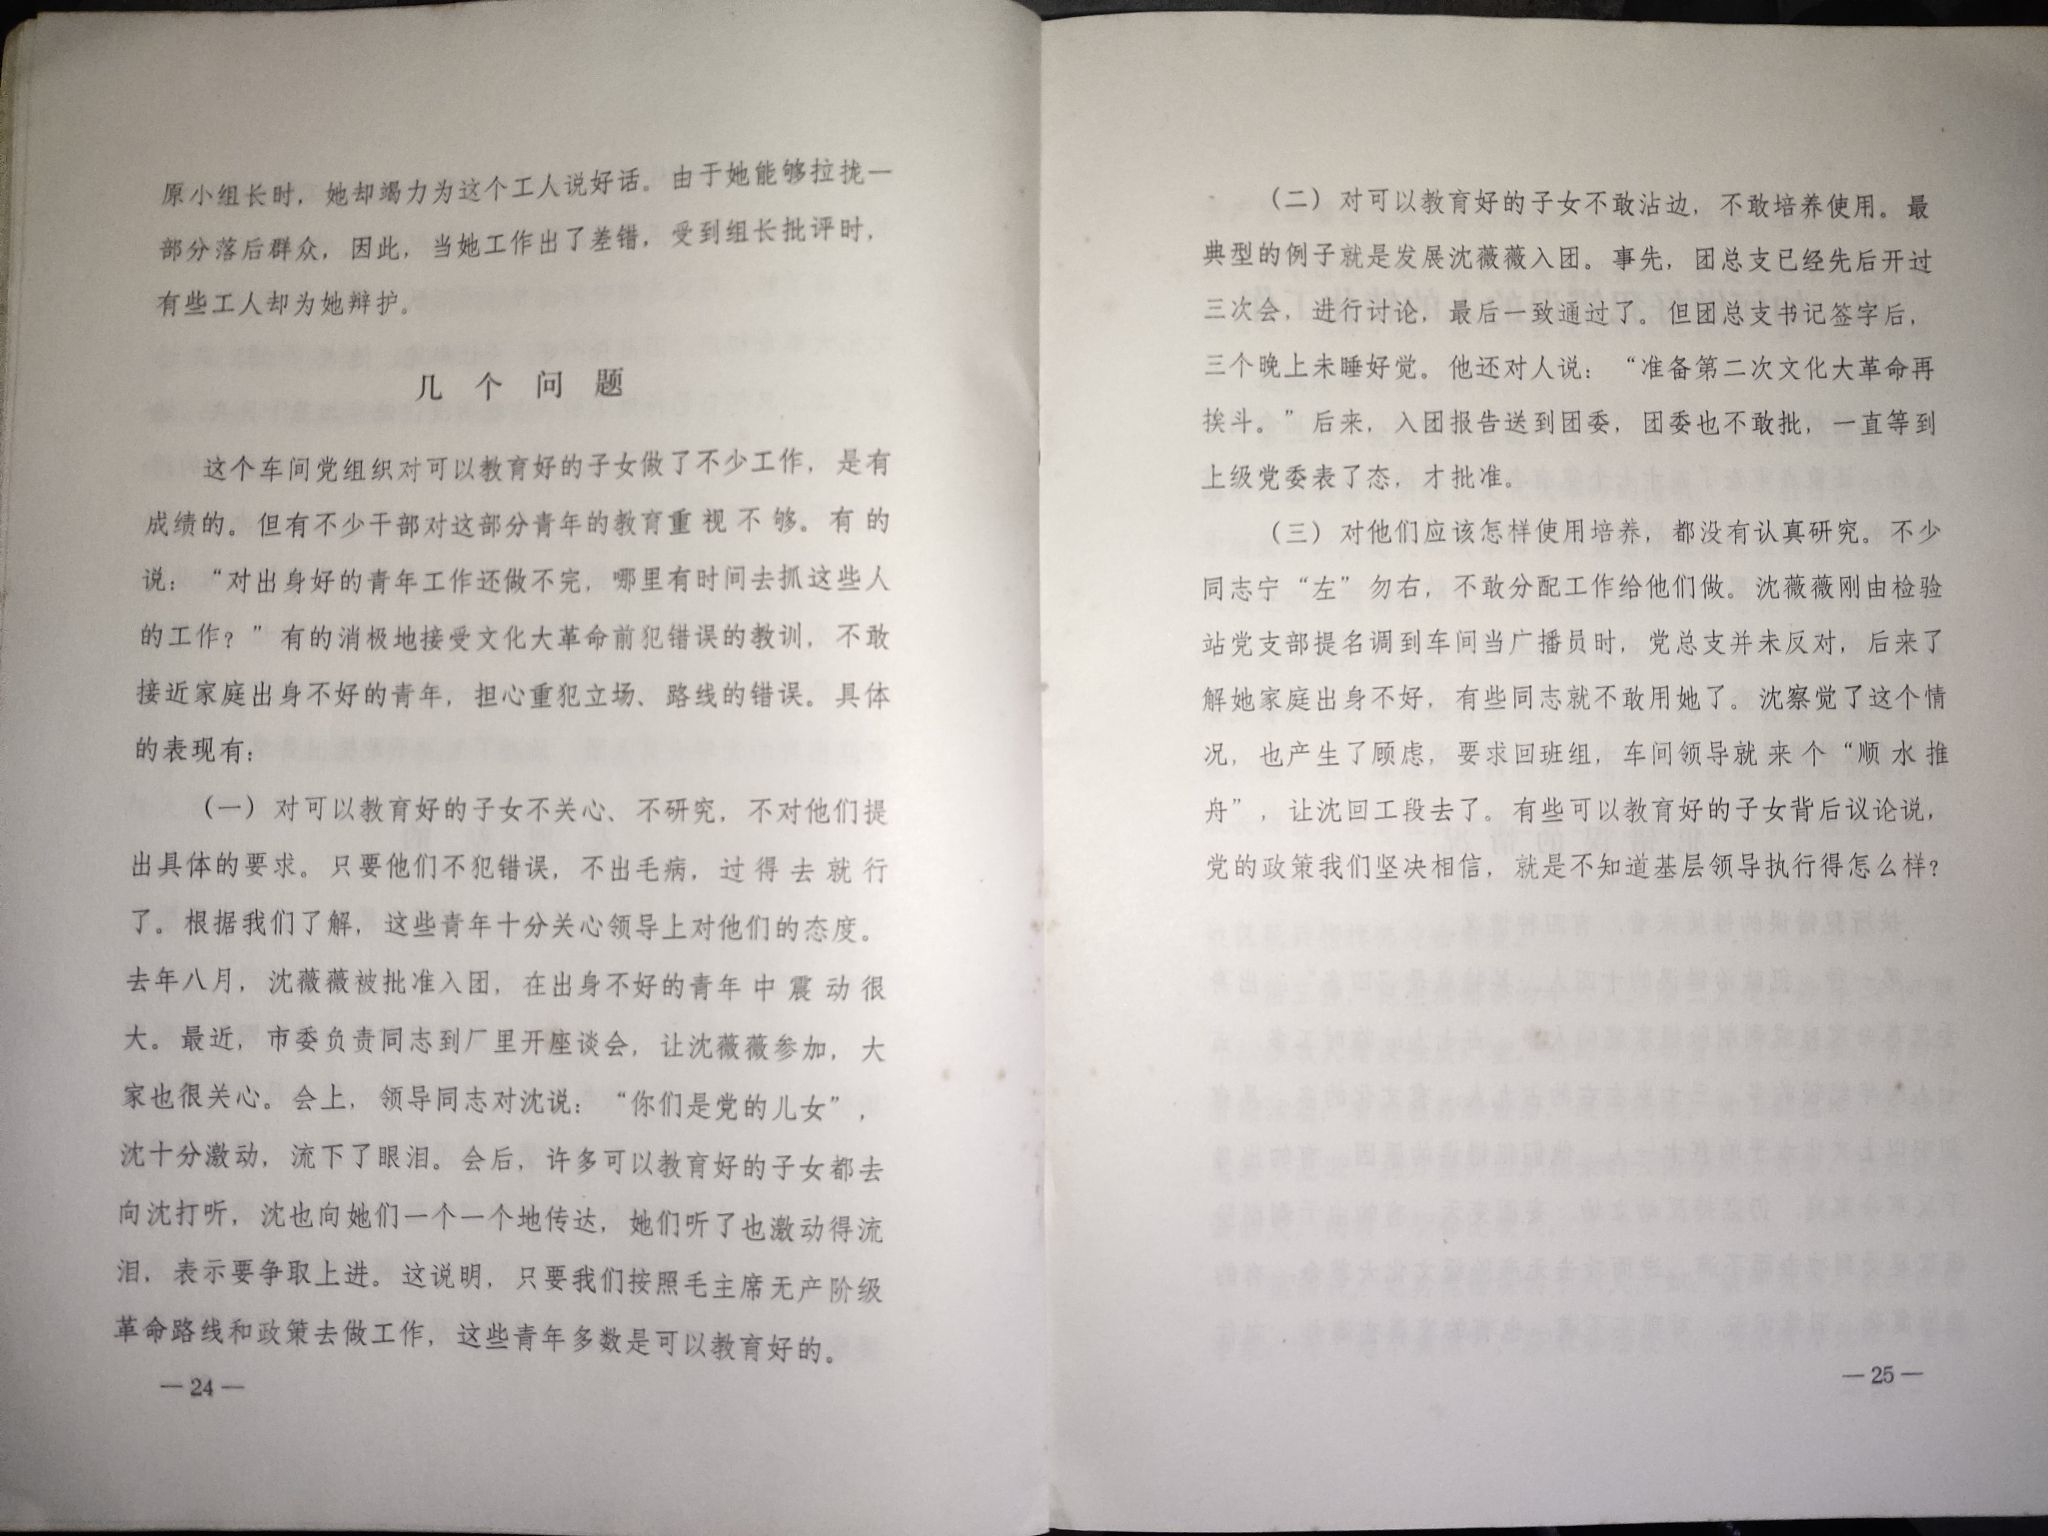 原小组长时，她却竭力为这个工人说好话。由于她能够拉拢一
部分落后群众，因此，当她工作出了差错，受到组长批评时，
有些工人却为她辩护。
几个问题
这个车间党组织对可以教育好的子女做了不少工作，是有
成绩的。但有不少干部对这部分青年的教育重视不够。有的
说：“对出身好的青年工作还做不完，哪里有时间去抓这些人
的工作？”有的消极地接受文化大革命前犯错误的教训，不敢
接近家庭出身不好的青年，担心重犯立场、路线的错误。具体
的表现有：
（一）对可以教育好的子女不关心、不研究，不对他们提
出具体的要求。只要他们不犯错误，不出毛病，过得去就行
了。根据我们了解，这些青年十分关心领导上对他们的态度。
去年八月，沈薇薇被批准入团，在出身不好的青年中震动很
大。最近，市委负责同志到厂里开座谈会，让沈薇薇参加，大
家也很关心。会上，领导同志对沈说：“你们是党的儿女”，
沈十分激动，流下了眼泪。会后，许多可以教育好的子女都去
向沈打听，沈也向她们一个一个地传达，她们听了也激动得流
泪，表示要争取上进。这说明，只要我们按照毛主席无产阶级
革命路线和政策去做工作，这些青年多数是可以教育好的。
— 24 —
（二）对可以教育好的子女不敢沾边，不敢培养使用。最
典型的例子就是发展沈薇薇入团。事先，团总支已经先后开过
三次会，进行讨论，最后一致通过了。但团总支书记签字后，
三个晚上未睡好觉。他还对人说：“准备第二次文化大革命再
挨斗。”后来，入团报告送到团委，团委也不敢批，一直等到
上级党委表了态，才批准。
（三）对他们应该怎样使用培养，都没有认真研究。不少
同志宁“左”勿右，不敢分配工作给他们做。沈薇薇刚由检验
站党支部提名调到车间当广播员时，党总支并未反对，后来了
解她家庭出身不好，有些同志就不敢用她了。沈察觉了这个情
况，也产生了顾虑，要求回班组，车间领导就来个“顺水推
舟”，让沈回工段去了。有些可以教育好的子女背后议论说，
党的政策我们坚决相信，就是不知道基层领导执行得怎么样？
— 25 —